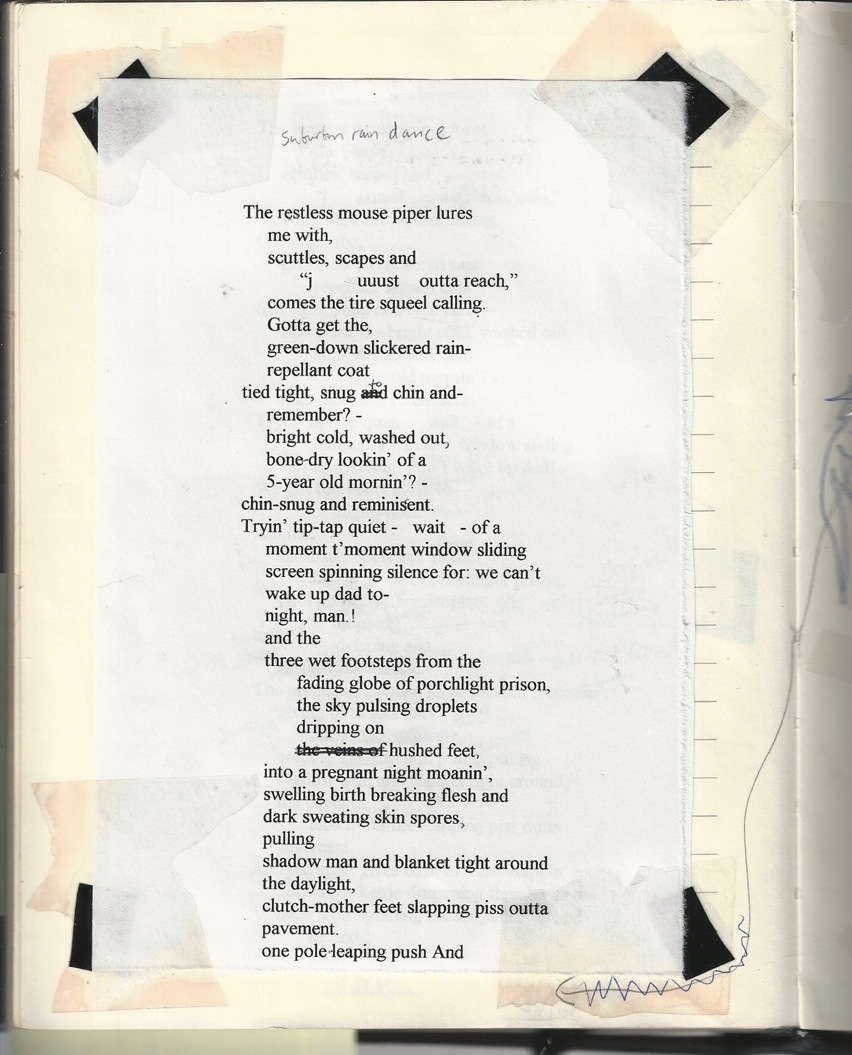 suburban rain dance
The restless mouse piper lures
me with,
scuttles, scapes and
“j uuust outta reach,”
comes the tire squeel calling.
Gotta get the,
green-down slickered rain-
repellant coat
tied tight, snug to chin and-
remember? -
bright cold, washed out,
bone-dry lookin’ of a
5-year old mornin’? -
chin-snug and reminisent.
Tryin’ tip-tap quiet - wait - of a
moment t’moment window sliding
screen spinning silence for: we can’t
wake up dad to-
night, man.!
and the
three wet footsteps from the
fading globe of porchlight prison,
the sky pulsing droplets
dripping on
the veins of hushed feet,
into a pregnant night moanin’,
swelling birth breaking flesh and
dark sweating skin spores,
pulling
shadow man and blanket tight around
the daylight,
clutch-mother feet slapping piss outta
pavement.
one pole-leaping push And